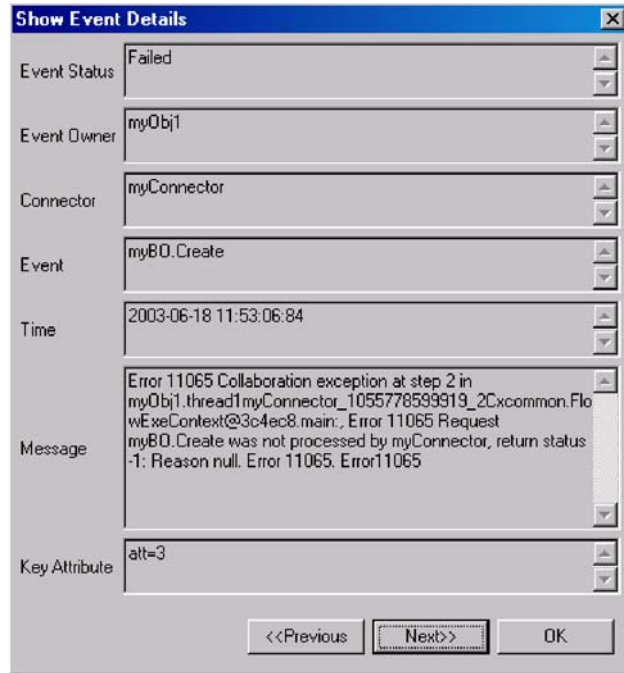 Show Event Details
Event Status
Failed
Event Owner
myObj1
Connector
myConnector
Event
myBO.Create
Time
2003-06-18 11:53:06:84
Message
Error 11065 Collaboration exception at step 2 in
myObj1.thread1myConnector_1055778599919_2Cxcommon.Flo
wExeContext@3c4ec8.main:, Error 11065 Request
myBO.Create was not processed by myConnector, return status
-1: Reason null. Error 11065. Error11065
Key Attribute
att=3
<<Previous
Next>>
OK